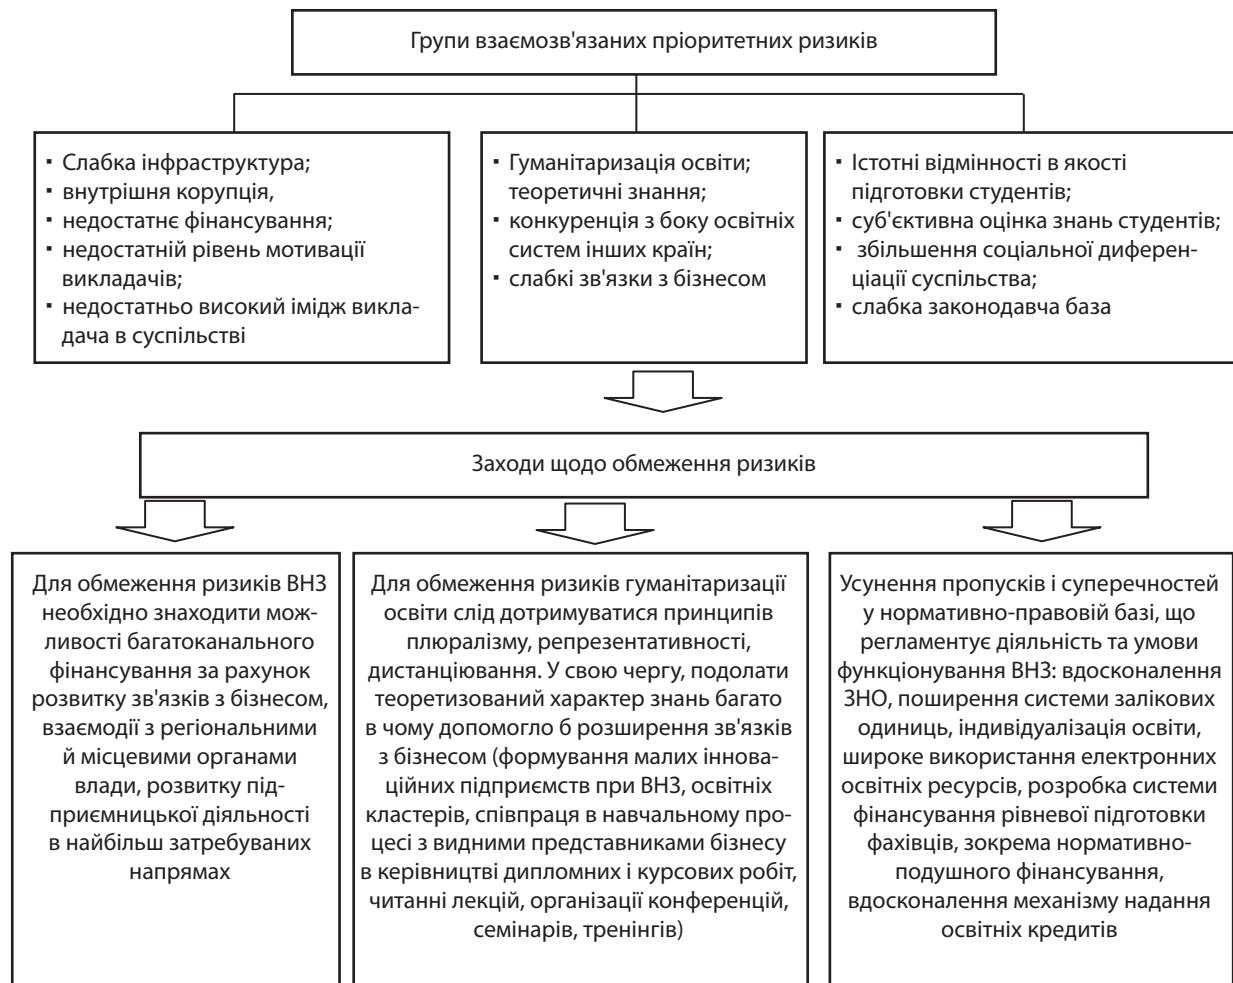 Групи взаємозв'язаних пріоритетних ризиків
▪ Слабка інфраструктура;
▪ внутрішня корупція,
▪ недостатнє фінансування;
▪ недостатній рівень мотивації
викладачів;
▪ недостатньо високий імідж викла-
дача в суспільстві
▪ Гуманітаризація освіти;
теоретичні знання;
▪ конкуренція з боку освітніх
систем інших країн;
▪ слабкі зв'язки з бізнесом
▪ Істотні відмінності в якості
підготовки студентів;
▪ суб'єктивна оцінка знань студентів;
▪ збільшення соціальної диферен-
ціації суспільства;
▪ слабка законодавча база
Заходи щодо обмеження ризиків
Для обмеження ризиків ВНЗ
необхідно знаходити мож-
ливості багатоканального
фінансування за рахунок
розвитку зв'язків з бізнесом,
взаємодії з регіональними
й місцевими органами
влади, розвитку під-
приємницької діяльності
в найбільш затребуваних
напрямах
Для обмеження ризиків гуманітаризації
освіти слід дотримуватися принципів
плюралізму, репрезентативності,
дистанціювання. У свою чергу, подолати
теоретизований характер знань багато
в чому допомогло б розширення зв'язків
з бізнесом (формування малих іннова-
ційних підприємств при ВНЗ, освітніх
кластерів, співпраця в навчальному про-
цесі з видними представниками бізнесу
в керівництві дипломних і курсових робіт,
читанні лекцій, організації конференцій,
семінарів, тренінгів)
Усунення пропусків і суперечностей
у нормативно-правовій базі, що
регламентує діяльність та умови
функціонування ВНЗ: вдосконалення
ЗНО, поширення системи залікових
одиниць, індивідуалізація освіти,
широке використання електронних
освітніх ресурсів, розробка системи
фінансування рівневої підготовки
фахівців, зокрема нормативно-
подушного фінансування,
вдосконалення механізму надання
освітніх кредитів